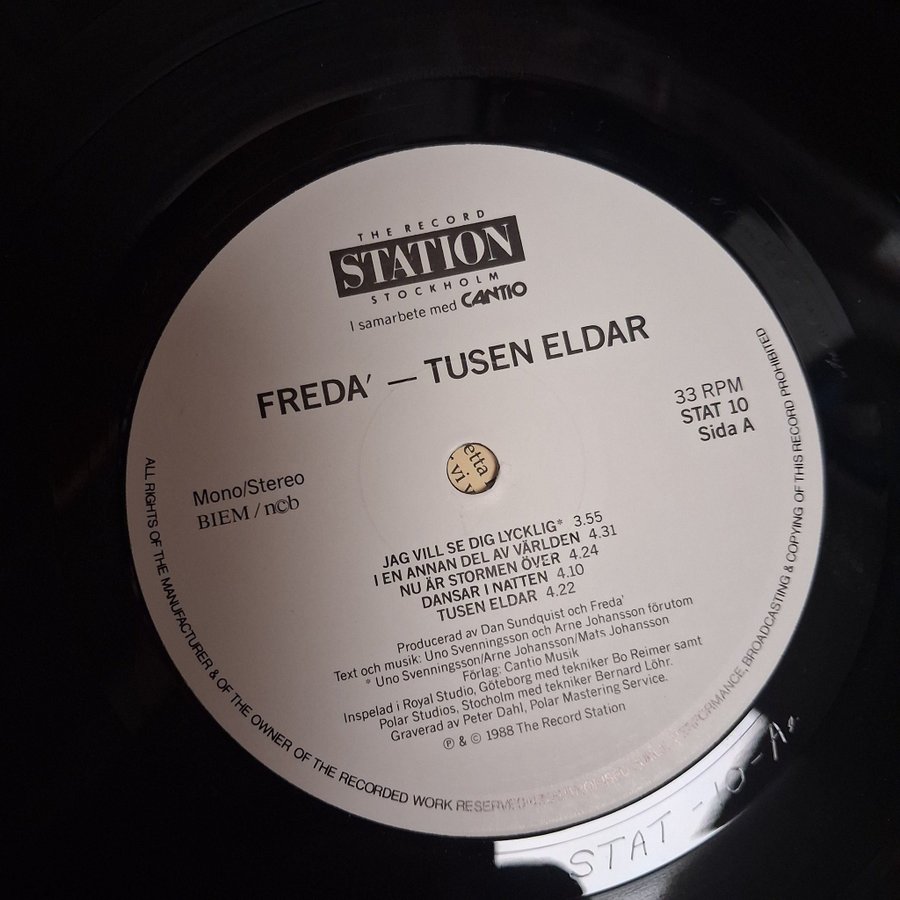 THE RECORD
STATION
STOCKHOLM
I samarbete med CANTIO
FREDA' — TUSEN ELDAR
33 RPM
STAT 10
Sida A
Mono/Stereo
BIEM / n©b
etta
vi v
JAG VILL SE DIG LYCKLIG* 3.55
I EN ANNAN DEL AV VÄRLDEN 4.31
NU ÄR STORMEN ÖVER 4.24
DANSAR I NATTEN 4.10
TUSEN ELDAR 4.22
Producerad av Dan Sundquist och Freda'
Text och musik: Uno Svenningsson och Arne Johansson förutom
* Uno Svenningsson/Arne Johansson/Mats Johansson
Förlag: Cantio Musik
Inspelad i Royal Studio, Göteborg med tekniker Bo Reimer samt
Polar Studios, Stocholm med tekniker Bernard Löhr.
Graverad av Peter Dahl, Polar Mastering Service.
℗ & © 1988 The Record Station
ALL RIGHTS OF THE MANUFACTURER & OF THE OWNER OF THE RECORDED WORK RESERVED PERFORMANCE, BROADCASTING & COPYING OF THIS RECORD PROHIBITED
STAT - 10 - A